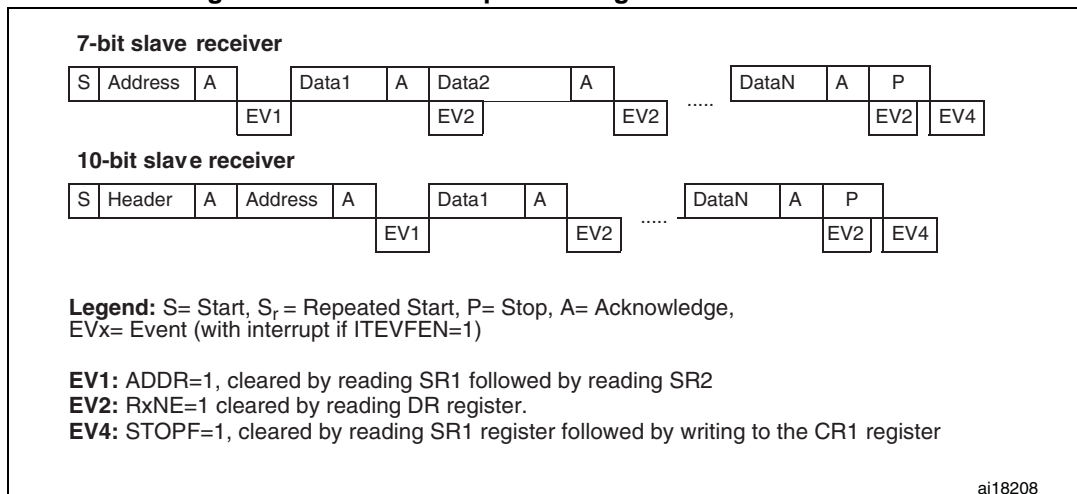 7-bit slave receiver
S Address A Data1 A Data2 A ..... DataN A P
EV1 EV2 EV2 EV2 EV4
10-bit slave receiver
S Header A Address A Data1 A ..... DataN A P
EV1 EV2 EV2 EV4
Legend: S= Start, Sr = Repeated Start, P= Stop, A= Acknowledge,
EVx= Event (with interrupt if ITEVFEN=1)
EV1: ADDR=1, cleared by reading SR1 followed by reading SR2
EV2: RxNE=1 cleared by reading DR register.
EV4: STOPF=1, cleared by reading SR1 register followed by writing to the CR1 register
ai18208